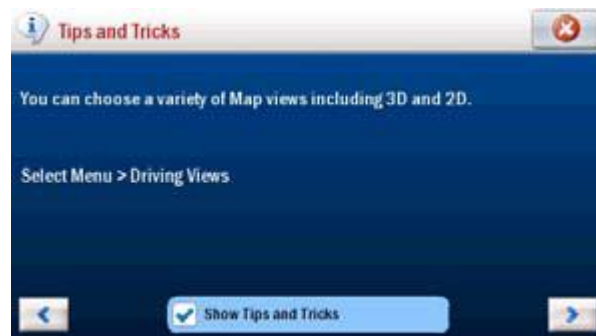 Tips and Tricks
You can choose a variety of Map views including 3D and 2D.
Select Menu > Driving Views
Show Tips and Tricks